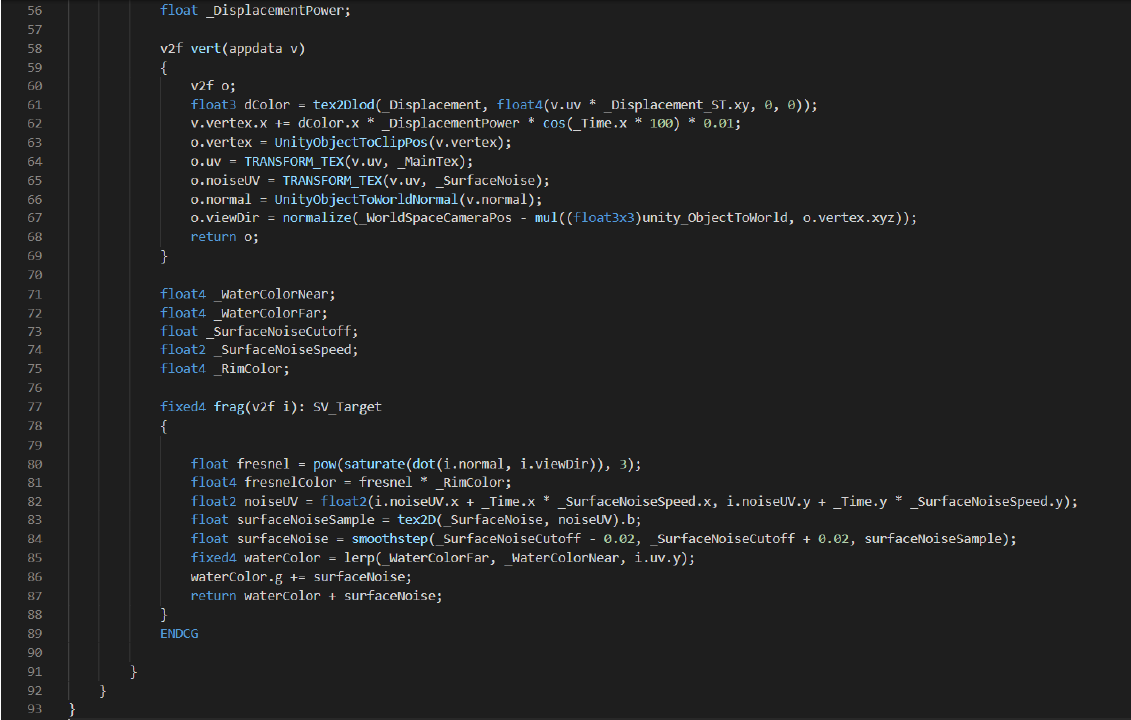 56 float _DisplacementPower;
57
58 v2f vert(appdata v)
59 {
60 v2f o;
61 float3 dColor = tex2Dlod(_Displacement, float4(v.uv * _Displacement_ST.xy, 0, 0));
62 v.vertex.x += dColor.x * _DisplacementPower * cos(_Time.x * 100) * 0.01;
63 o.vertex = UnityObjectToClipPos(v.vertex);
64 o.uv = TRANSFORM_TEX(v.uv, _MainTex);
65 o.noiseUV = TRANSFORM_TEX(v.uv, _SurfaceNoise);
66 o.normal = UnityObjectToWorldNormal(v.normal);
67 o.viewDir = normalize(_WorldSpaceCameraPos - mul((float3x3)unity_ObjectToWorld, o.vertex.xyz));
68 return o;
69 }
70
71 float4 _WaterColorNear;
72 float4 _WaterColorFar;
73 float _SurfaceNoiseCutoff;
74 float2 _SurfaceNoiseSpeed;
75 float4 _RimColor;
76
77 fixed4 frag(v2f i): SV_Target
78 {
79
80 float fresnel = pow(saturate(dot(i.normal, i.viewDir)), 3);
81 float4 fresnelColor = fresnel * _RimColor;
82 float2 noiseUV = float2(i.noiseUV.x + _Time.x * _SurfaceNoiseSpeed.x, i.noiseUV.y + _Time.y * _SurfaceNoiseSpeed.y);
83 float surfaceNoiseSample = tex2D(_SurfaceNoise, noiseUV).b;
84 float surfaceNoise = smoothstep(_SurfaceNoiseCutoff - 0.02, _SurfaceNoiseCutoff + 0.02, surfaceNoiseSample);
85 fixed4 waterColor = lerp(_WaterColorFar, _WaterColorNear, i.uv.y);
86 waterColor.g += surfaceNoise;
87 return waterColor + surfaceNoise;
88 }
89 ENDCG
90
91 }
92 }
93 }